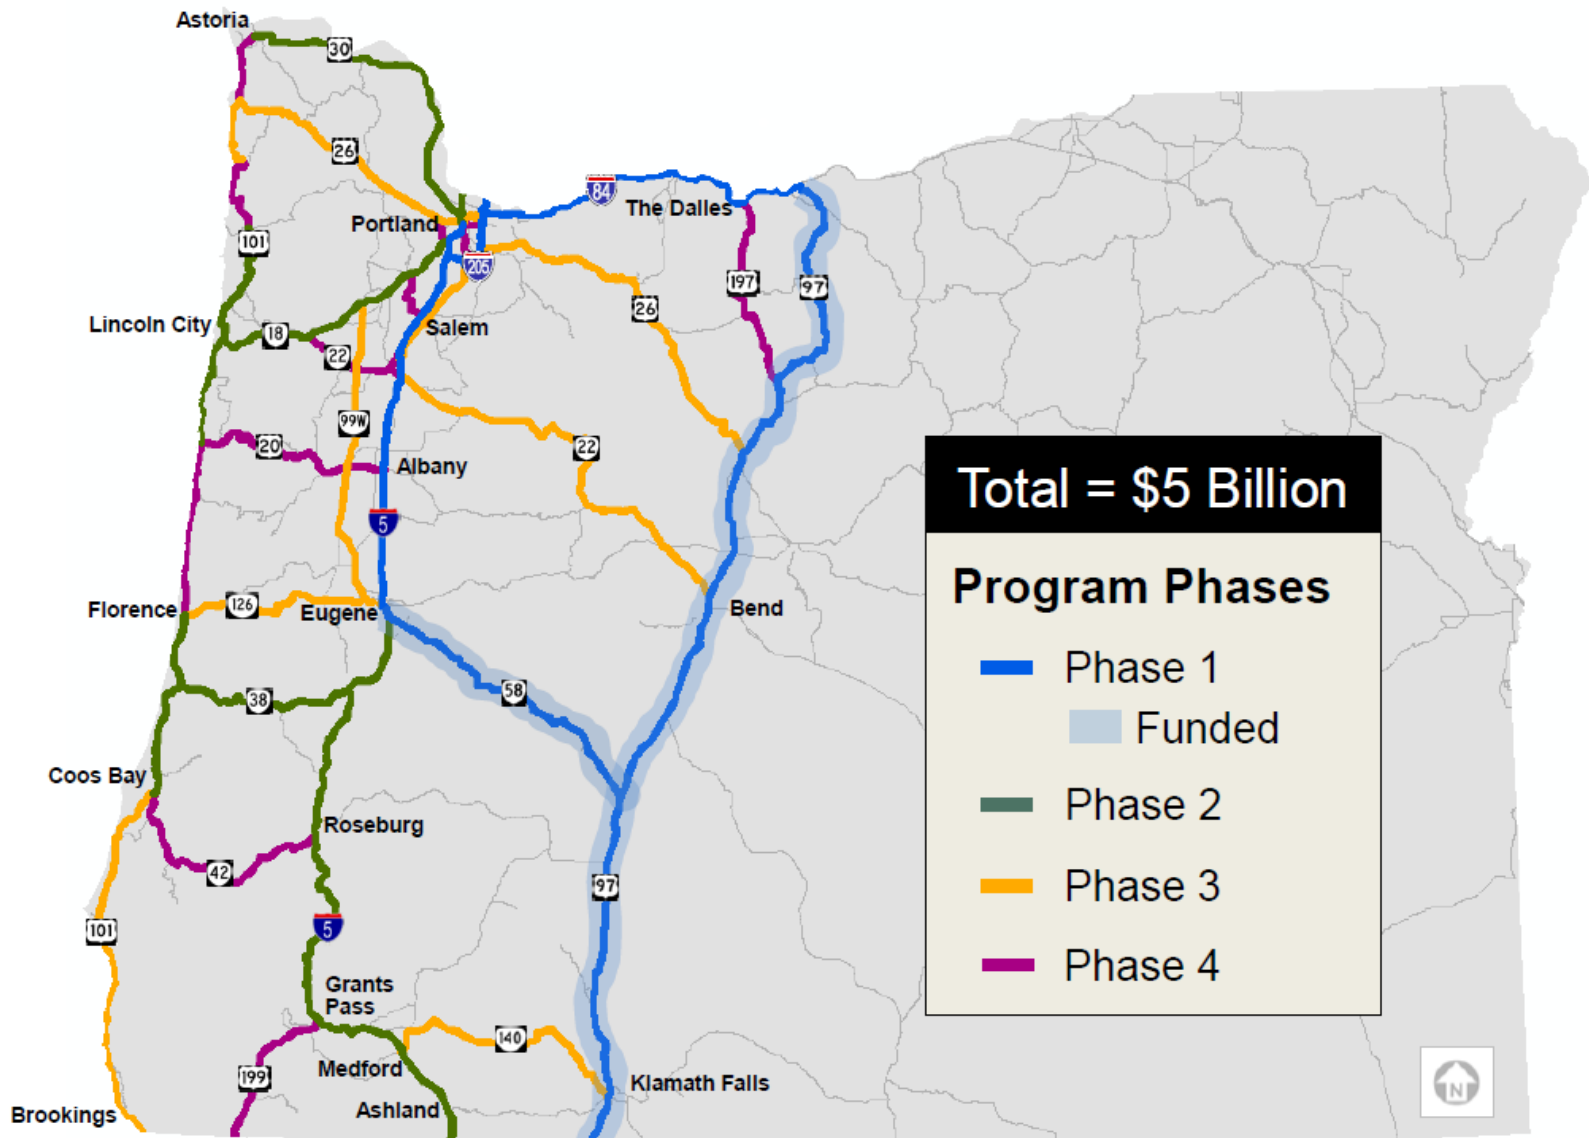 Astoria
30
26
84
The Dalles
Portland
101
205
197
97
26
Lincoln City
18
Salem
22
99W
20
22
Albany
5
Total = $5 Billion
Program Phases
Phase 1
Funded
Phase 2
Phase 3
Phase 4
Florence
126
Eugene
Bend
58
38
Coos Bay
Roseburg
42
97
101
5
Grants
Pass
140
Medford
199
Klamath Falls
Ashland
Brookings
N